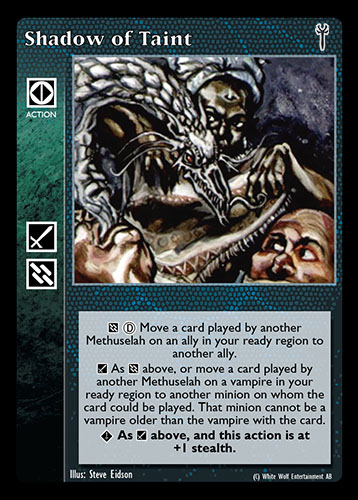 Shadow of Taint
ACTION
D Move a card played by another
Methuselah on an ally in your ready region to
another ally.
As above, or move a card played by
another Methuselah on a vampire in your
ready region to another minion on whom the
card could be played. That minion cannot be a
vampire older than the vampire with the card.
As above, and this action is at
+1 stealth.
Illus: Steve Eidson
(C) White Wolf Entertainment AB